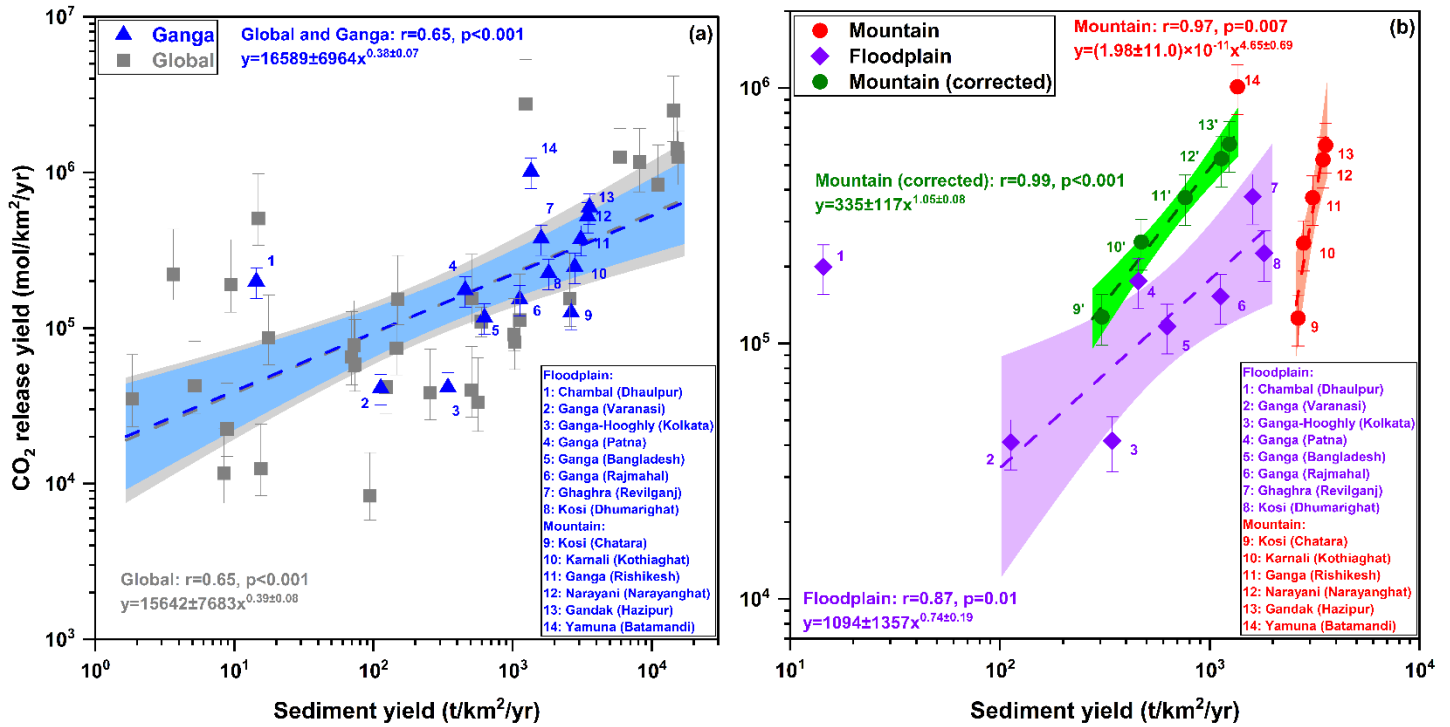 Ganga
Global
Global and Ganga: r=0.65, p<0.001
y=16589±6964x^0.38±0.07
(a)
10^7
10^6
10^5
10^4
10^3
CO₂ release yield (mol/km²/yr)
14
13
12
7
11
1
4
10
8
6
5
9
2
3
Floodplain:
1: Chambal (Dhaulpur)
2: Ganga (Varanasi)
3: Ganga-Hooghly (Kolkata)
4: Ganga (Patna)
5: Ganga (Bangladesh)
6: Ganga (Rajmahal)
7: Ghaghra (Revilganj)
8: Kosi (Dhumarighat)
Mountain:
9: Kosi (Chatara)
10: Karnali (Kothiaghat)
11: Ganga (Rishikesh)
12: Narayani (Narayanghat)
13: Gandak (Hazipur)
14: Yamuna (Batamandi)
Global: r=0.65, p<0.001
y=15642±7683x^0.39±0.08
10^0
10^1
10^2
10^3
10^4
Sediment yield (t/km²/yr)
Mountain
Floodplain
Mountain (corrected)
Mountain: r=0.97, p=0.007
y=(1.98±11.0)×10^-11x^4.65±0.69
(b)
10^6
10^5
10^4
14
13'
13
12'
12
Mountain (corrected): r=0.99, p<0.001
y=335±117x^1.05±0.08
11'
7
11
10'
10
1
4
8
6
9'
5
9
2
3
Floodplain:
1: Chambal (Dhaulpur)
2: Ganga (Varanasi)
3: Ganga-Hooghly (Kolkata)
4: Ganga (Patna)
5: Ganga (Bangladesh)
6: Ganga (Rajmahal)
7: Ghaghra (Revilganj)
8: Kosi (Dhumarighat)
Mountain:
9: Kosi (Chatara)
10: Karnali (Kothiaghat)
11: Ganga (Rishikesh)
12: Narayani (Narayanghat)
13: Gandak (Hazipur)
14: Yamuna (Batamandi)
Floodplain: r=0.87, p=0.01
y=1094±1357x^0.74±0.19
10^1
10^2
10^3
10^4
Sediment yield (t/km²/yr)